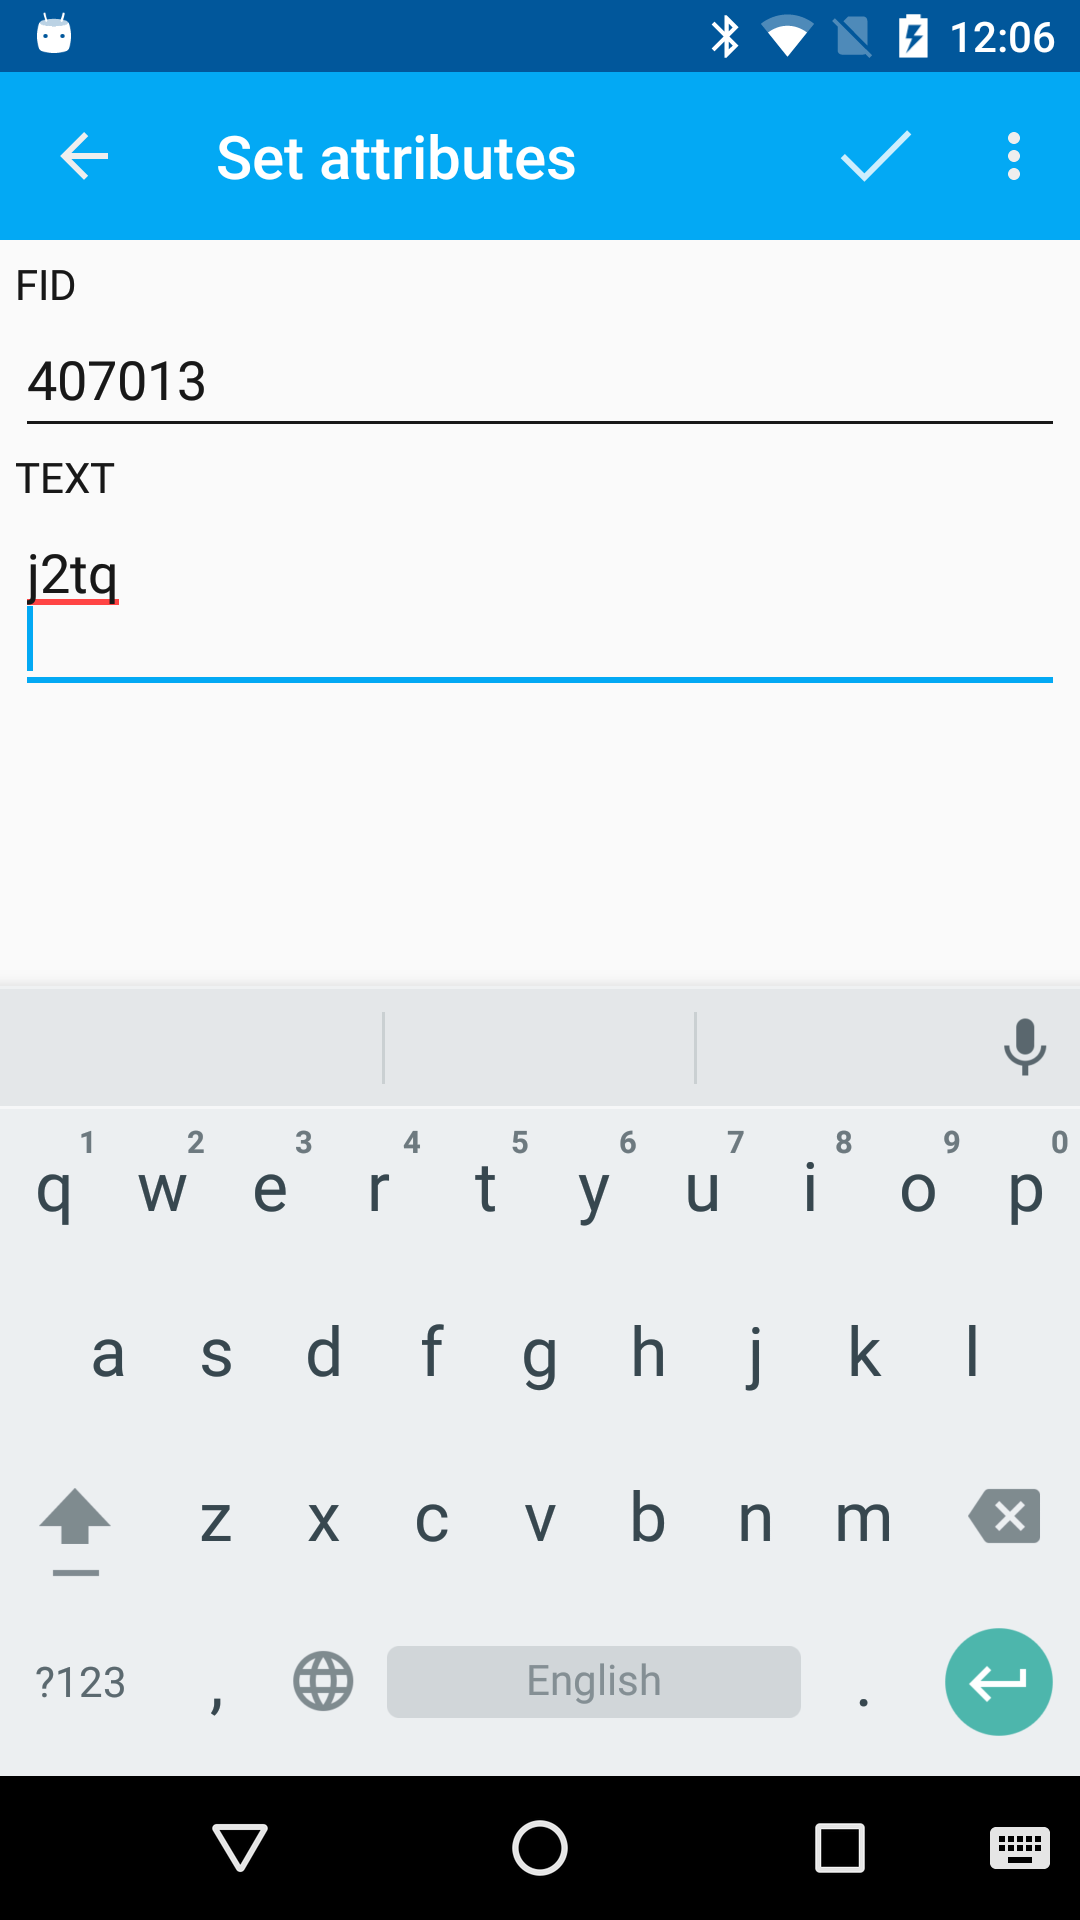 12:06
Set attributes
FID
407013
TEXT
j2tq
1 2 3 4 5 6 7 8 9 0
q w e r t y u i o p
a s d f g h j k l
z x c v b n m
?123 , English .